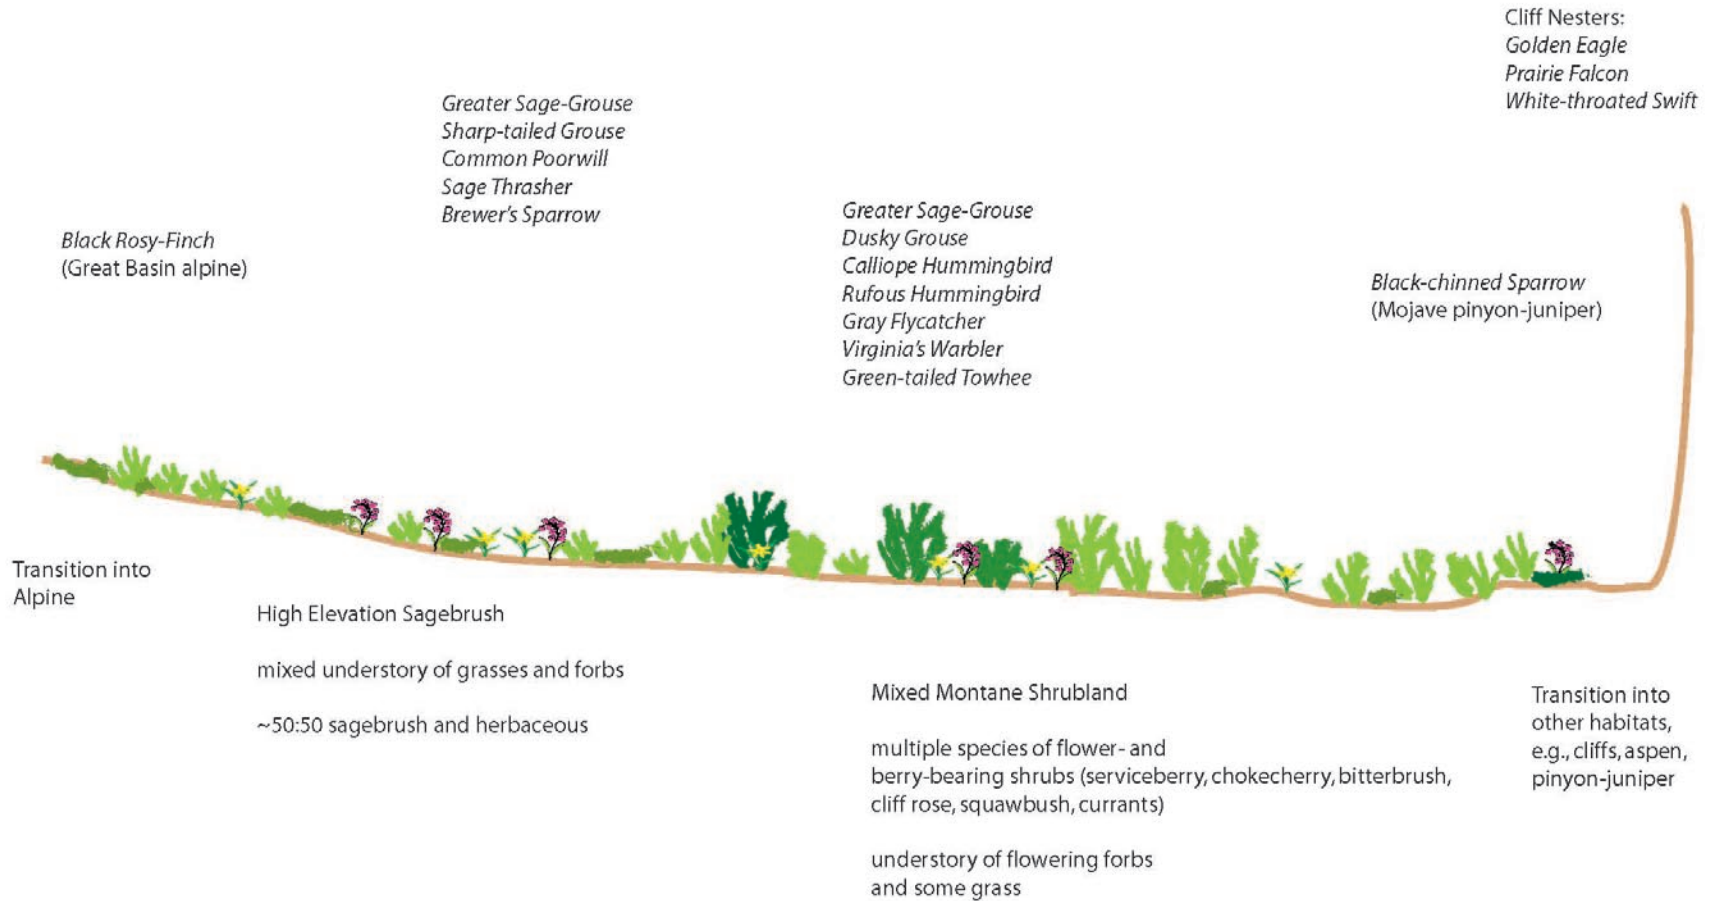 Cliff Nesters:
Golden Eagle
Prairie Falcon
White-throated Swift
Greater Sage-Grouse
Sharp-tailed Grouse
Common Poorwill
Sage Thrasher
Brewer's Sparrow
Black Rosy-Finch
(Great Basin alpine)
Greater Sage-Grouse
Dusky Grouse
Calliope Hummingbird
Rufous Hummingbird
Gray Flycatcher
Virginia's Warbler
Green-tailed Towhee
Black-chinned Sparrow
(Mojave pinyon-juniper)
Transition into
Alpine
High Elevation Sagebrush
mixed understory of grasses and forbs
~50:50 sagebrush and herbaceous
Mixed Montane Shrubland
multiple species of flower- and
berry-bearing shrubs (serviceberry, chokecherry, bitterbrush,
cliff rose, squawbush, currants)
understory of flowering forbs
and some grass
Transition into
other habitats,
e.g., cliffs, aspen,
pinyon-juniper